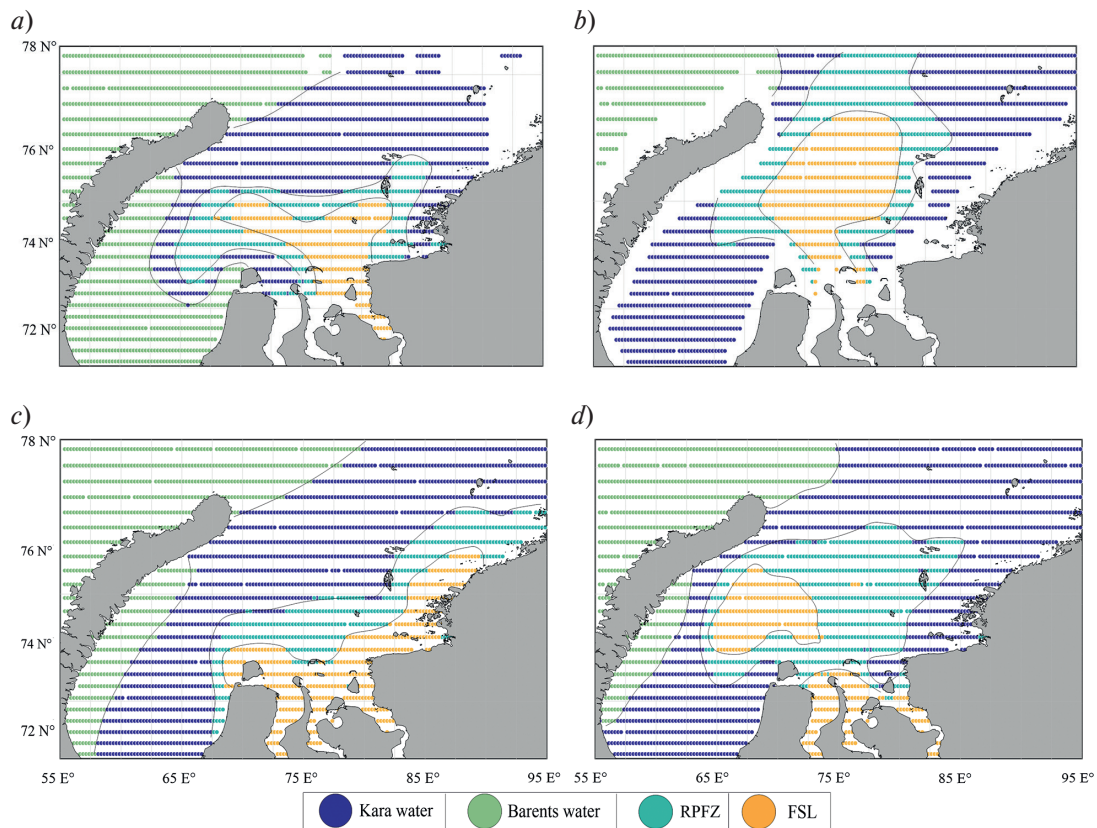 a) b)
78 N°
76 N°
74 N°
72 N°
c) d)
78 N°
76 N°
74 N°
72 N°
55 E° 65 E° 75 E° 85 E° 95 E° 55 E° 65 E° 75 E° 85 E° 95 E°
Kara water Barents water RPFZ FSL